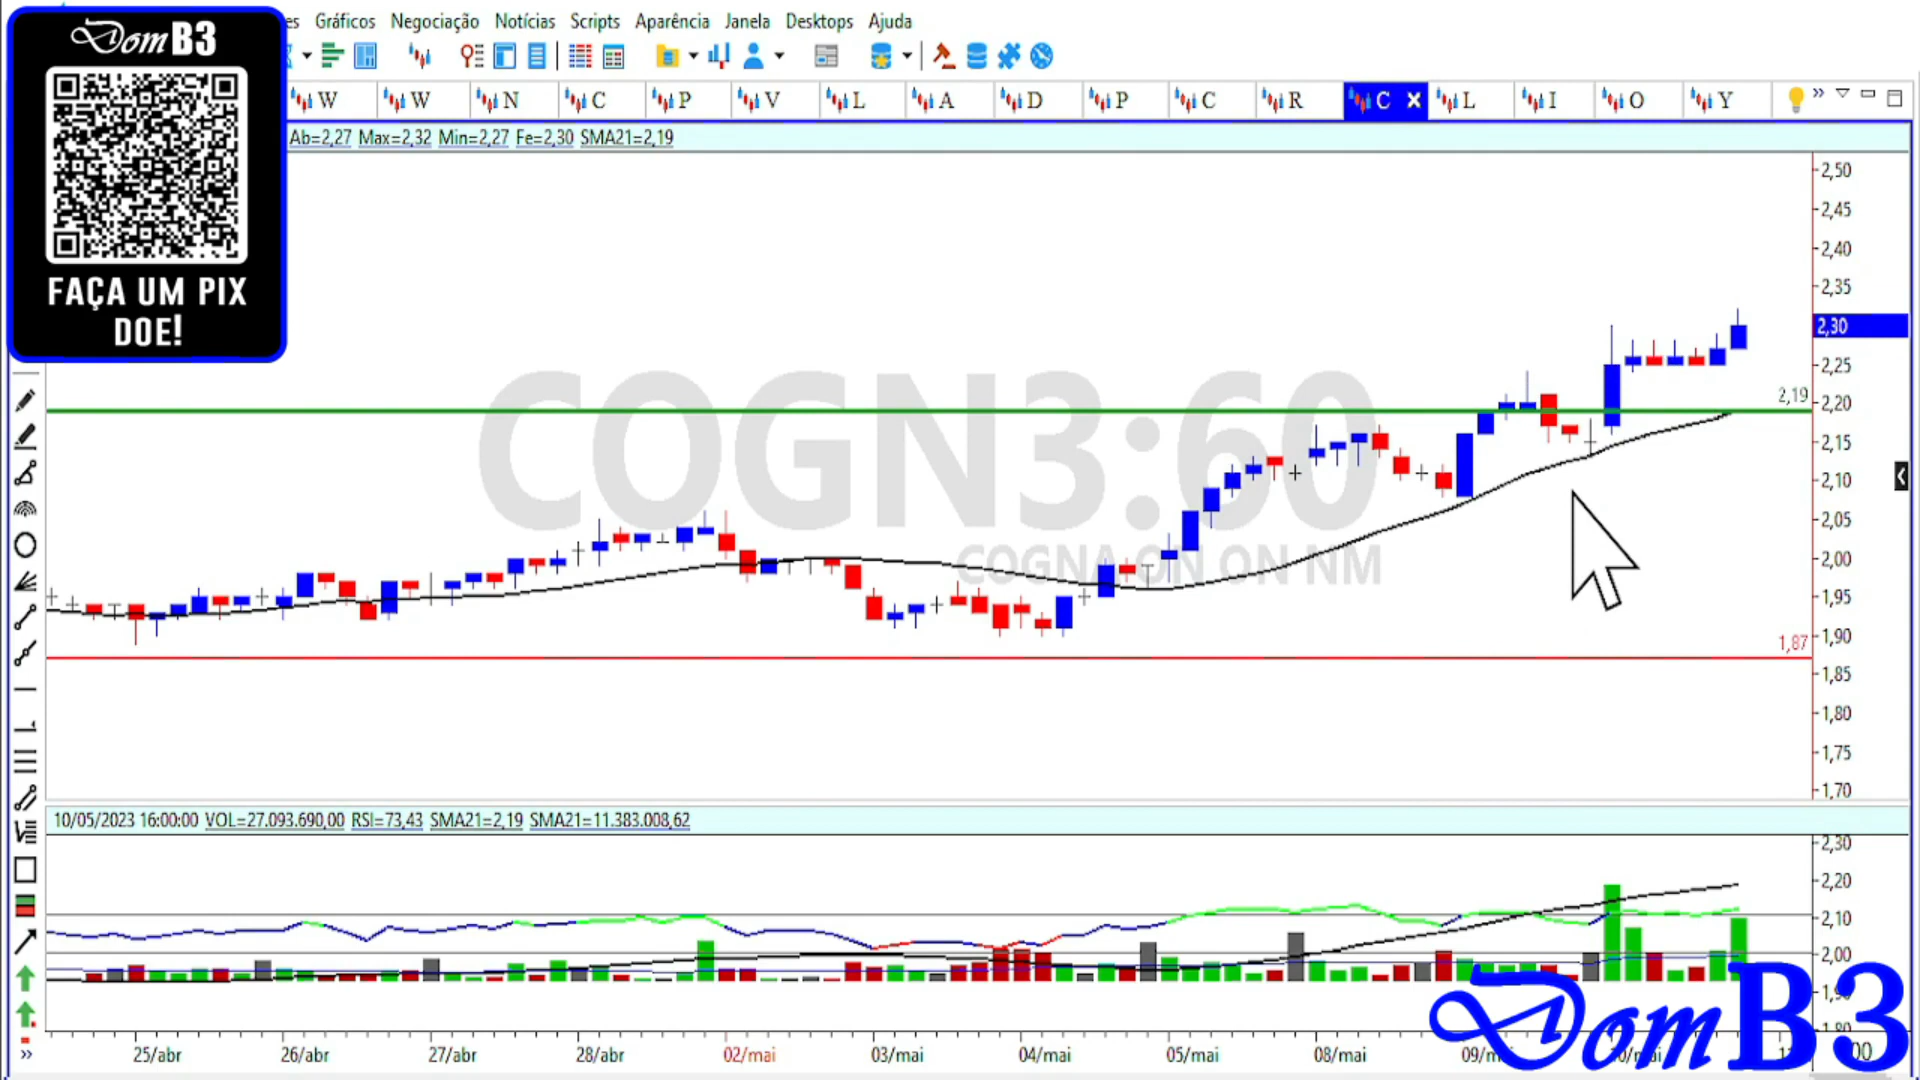 Dom B3
FAÇA UM PIX
DOE!
es Gráficos Negociação Notícias Scripts Aparência Janela Desktops Ajuda
W W N C P V L A D P C R C L I O Y
Ab=2,27 Max=2,32 Min=2,27 Fe=2,30 SMA21=2,19
COGN3:60
COGNA ON ON NM
2,50
2,45
2,40
2,35
2,30
2,25
2,19
2,20
2,15
2,10
2,05
2,00
1,95
1,90
1,87
1,85
1,80
1,75
1,70
10/05/2023 16:00:00 VOL=27.093.690,00 RSI=73,43 SMA21=2,19 SMA21=11.383.008,62
2,30
2,20
2,10
2,00
25/abr 26/abr 27/abr 28/abr 02/mai 03/mai 04/mai 05/mai 08/mai
Dom B3